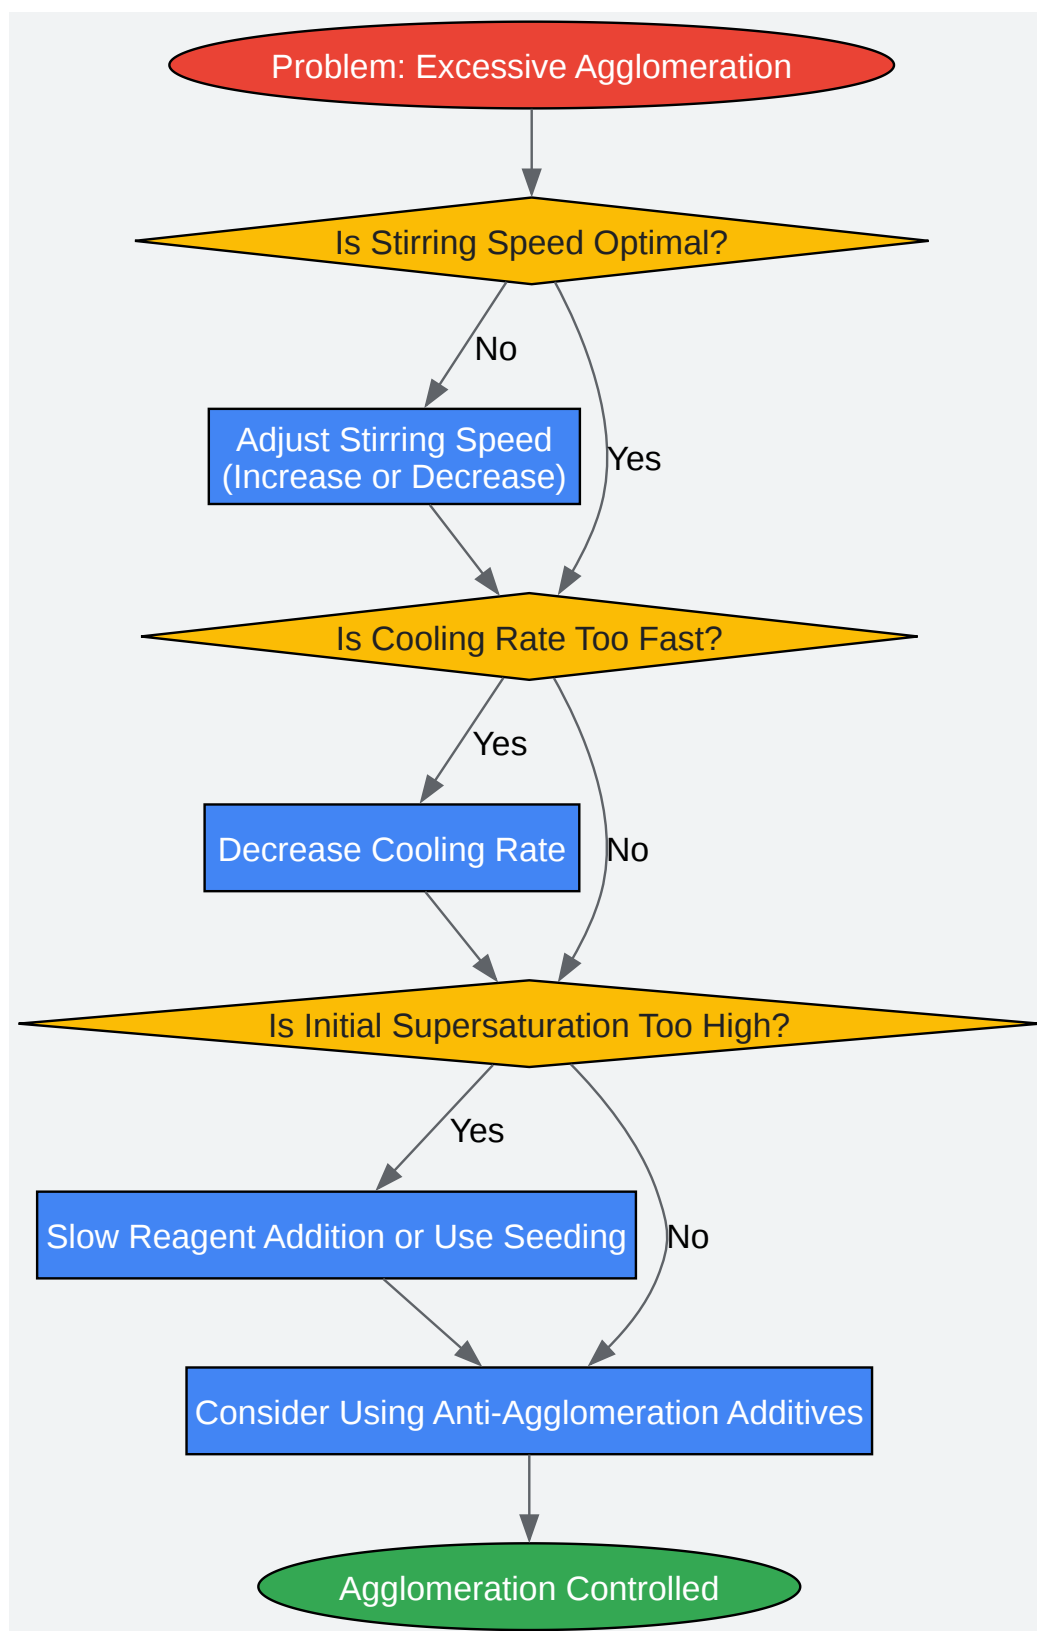 Problem: Excessive Agglomeration
Is Stirring Speed Optimal?
No
Adjust Stirring Speed
(Increase or Decrease)
Yes
Is Cooling Rate Too Fast?
Yes
Decrease Cooling Rate
No
Is Initial Supersaturation Too High?
Yes
Slow Reagent Addition or Use Seeding
No
Consider Using Anti-Agglomeration Additives
Agglomeration Controlled